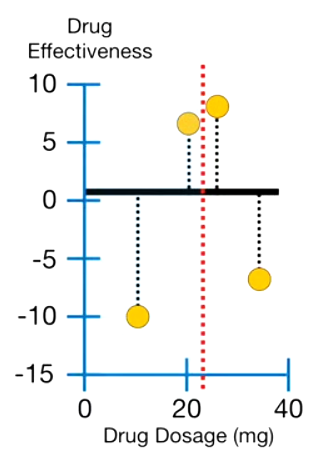 Drug
Effectiveness
10
5
0
-5
-10
-15
0 20 40
Drug Dosage (mg)